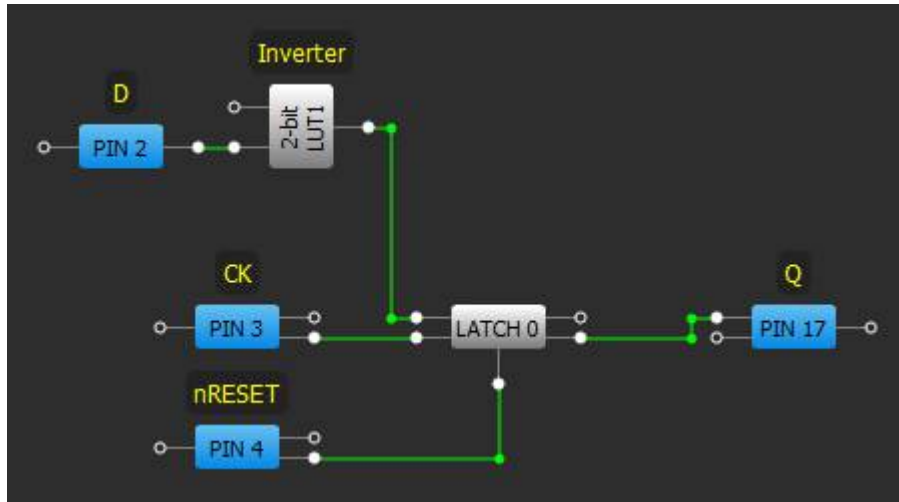 Inverter
D
2-bit
LUT1
PIN 2
CK
Q
PIN 3
LATCH 0
PIN 17
nRESET
PIN 4